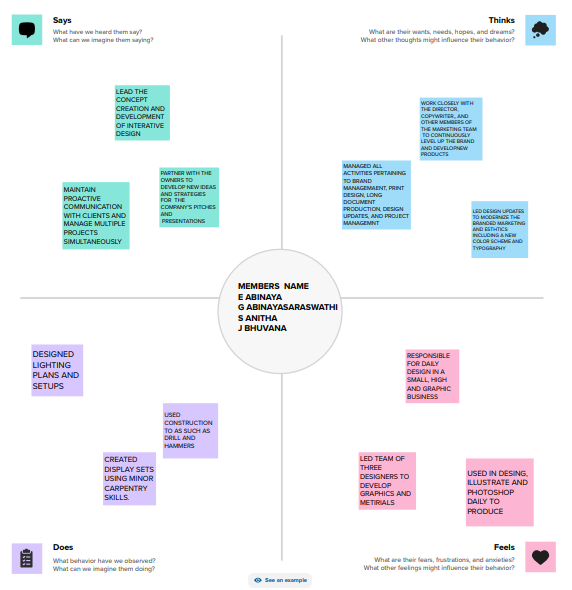 Says
What have we heard them say?
What can we imagine them saying?
Thinks
What are their wants, needs, hopes, and dreams?
What other thoughts might influence their behavior?
LEAD THE
CONCEPT
CREATION AND
DEVELOPMENT
OF INTERATIVE
DESIGN
PARTNER WITH THE
OWNERS TO
DEVELOP NEW IDEAS
AND STRATEGIES
FOR THE
COMPANY'S PITCHES
AND
PRESENTATIONS
MAINTAIN
PROACTIVE
COMMUNICATION
WITH CLIENTS AND
MANAGE MULTIPLE
PROJECTS
SIMULTANEOUSLY
WORK CLOSELY WITH
THE DIRECTOR,
COPYWRITER, AND
OTHER MEMBERS OF
THE MARKETING TEAM
TO CONTINUOUSLY
LEVEL UP THE BRAND
AND DEVELOPNEW
PRODUCTS
MANAGED ALL
ACTIVITIES PERTAINING
TO BRAND
MANAGEMAENT, PRINT
DESIGN, LONG
DOCUMENT
PRODUCTION, DESIGN
UPDATES, AND PROJECT
MANAGEMNT
LED DESIGN UPDATES
TO MODERNIZE THE
BRANDED MARKETING
AND ESTHTICS
INCLUDING A NEW
COLOR SCHEME AND
TYPOGRAPHY
MEMBERS NAME
E ABINAYA
G ABINAYASARASWATHI
S ANITHA
J BHUVANA
DESIGNED
LIGHTING
PLANS AND
SETUPS
USED
CONSTRUCTION
TO AS SUCH AS
DRILL AND
HAMMERS
CREATED
DISPLAY SETS
USING MINOR
CARPENTRY
SKILLS.
RESPONSIBLE
FOR DAILY
DESIGN IN A
SMALL, HIGH
AND GRAPHIC
BUSINESS
LED TEAM OF
THREE
DESIGNERS TO
DEVELOP
GRAPHICS AND
METIRIALS
USED IN DESING,
ILLUSTRATE AND
PHOTOSHOP
DAILY TO
PRODUCE
Does
What behavior have we observed?
What can we imagine them doing?
Feels
What are their fears, frustrations, and anxieties?
What other feelings might influence their behavior?
See an example